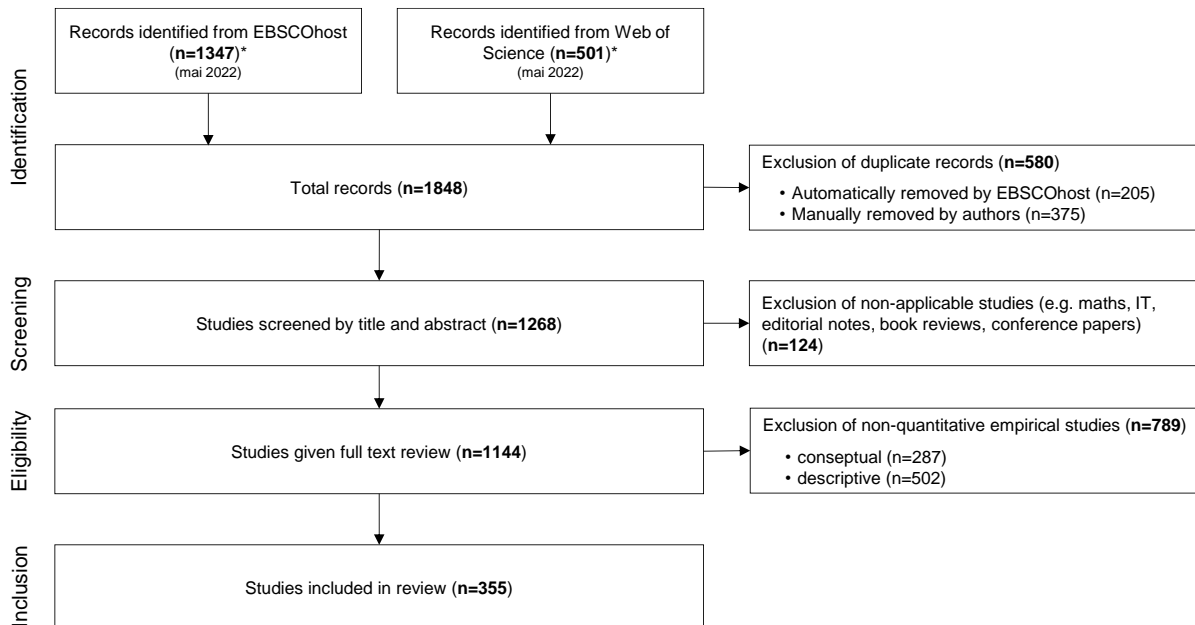 Identification
Records identified from EBSCOhost
(n=1347)*
(mai 2022)
Records identified from Web of
Science (n=501)*
(mai 2022)
Total records (n=1848)
Exclusion of duplicate records (n=580)
• Automatically removed by EBSCOhost (n=205)
• Manually removed by authors (n=375)
Screening
Studies screened by title and abstract (n=1268)
Exclusion of non-applicable studies (e.g. maths, IT,
editorial notes, book reviews, conference papers)
(n=124)
Eligibility
Studies given full text review (n=1144)
Exclusion of non-quantitative empirical studies (n=789)
• conseptual (n=287)
• descriptive (n=502)
Inclusion
Studies included in review (n=355)